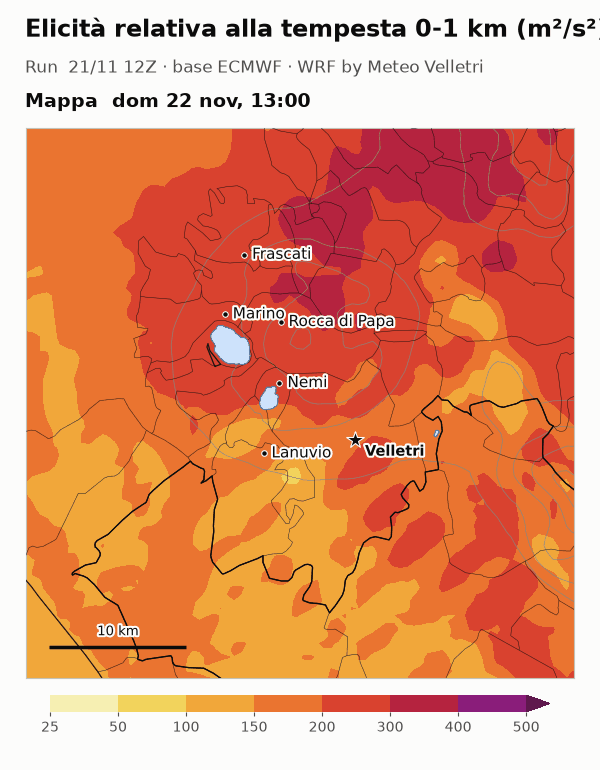 Elicità relativa alla tempesta 0-1 km (m²/s²)
Run 21/11 12Z · base ECMWF · WRF by Meteo Velletri
Mappa dom 22 nov, 13:00
Frascati
Marino
Rocca di Papa
Nemi
Velletri
Lanuvio
10 km
25 50 100 150 200 300 400 500